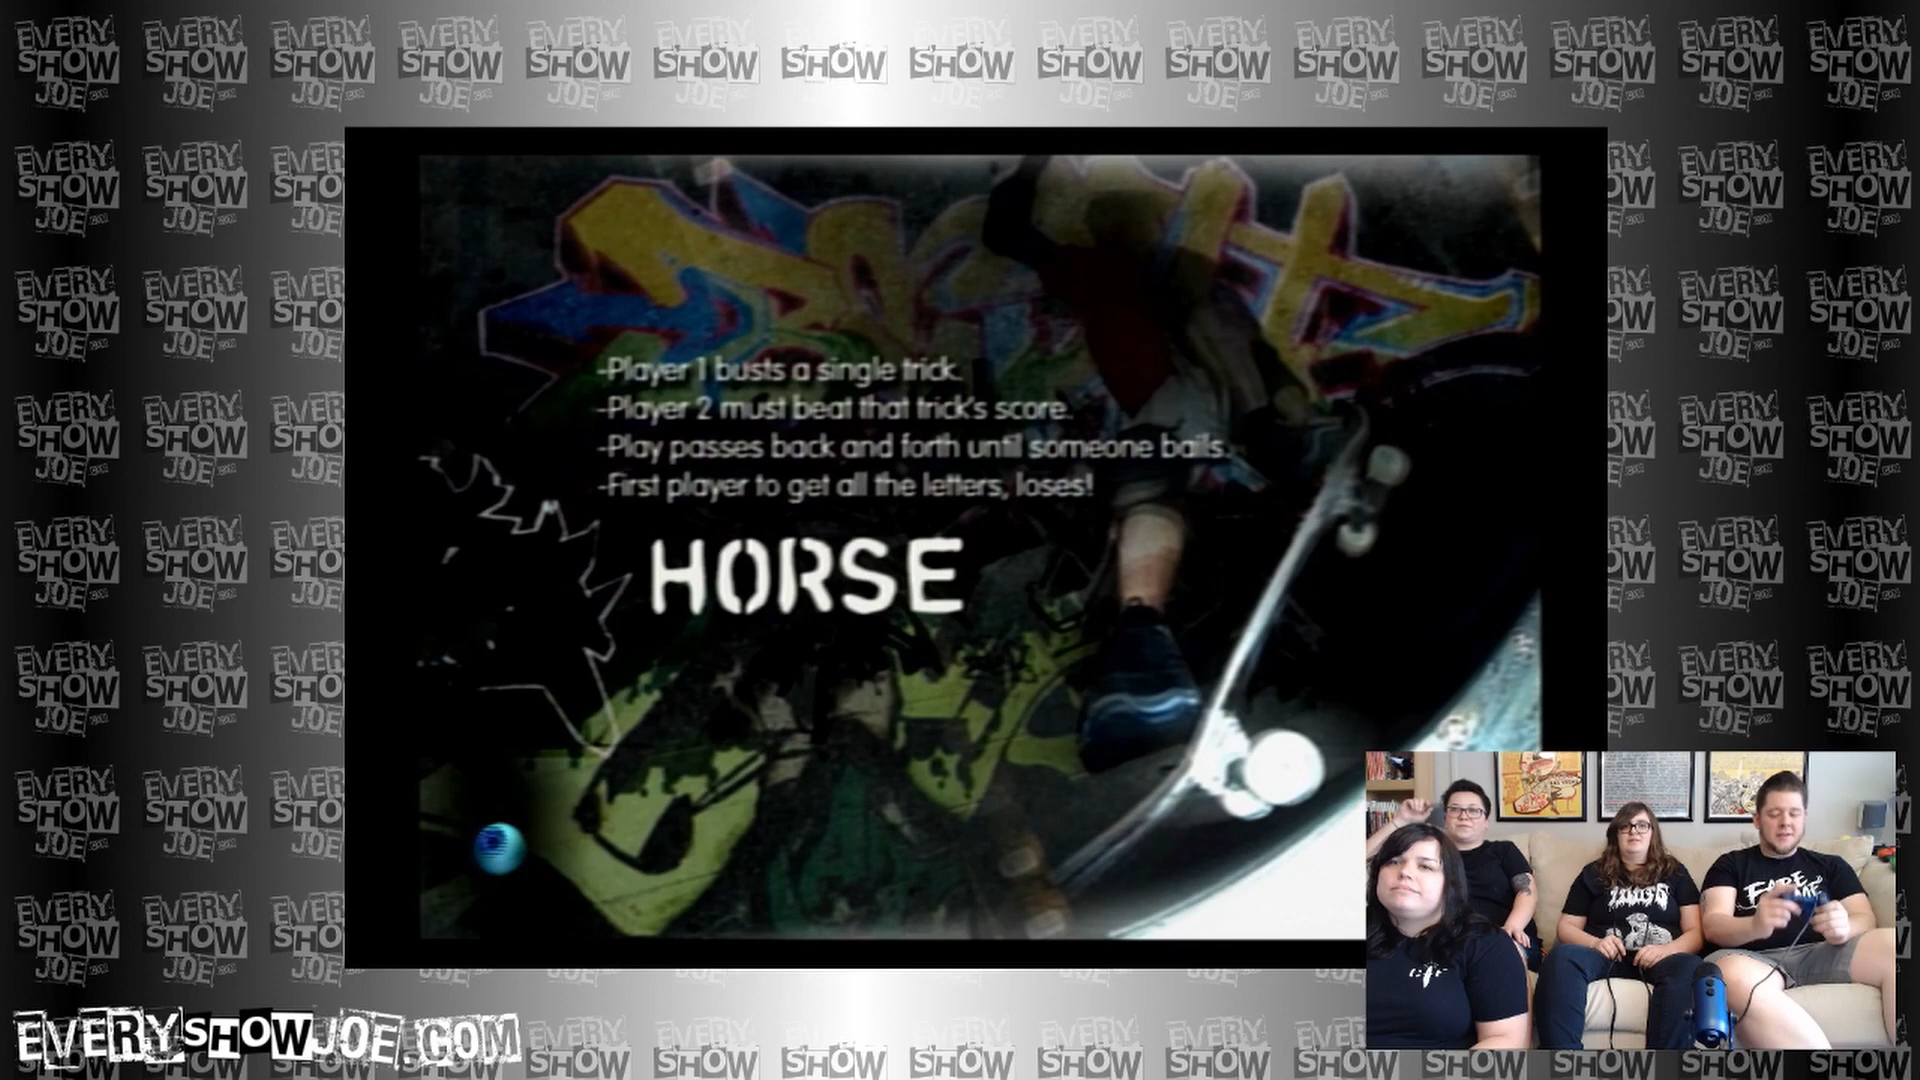 EVERY SHOW JOE .COM
-Player 1 busts a single trick.
-Player 2 must beat that trick's score.
-Play passes back and forth until someone bails.
-First player to get all the letters, loses!
HORSE
EVERYSHOWJOE.COM